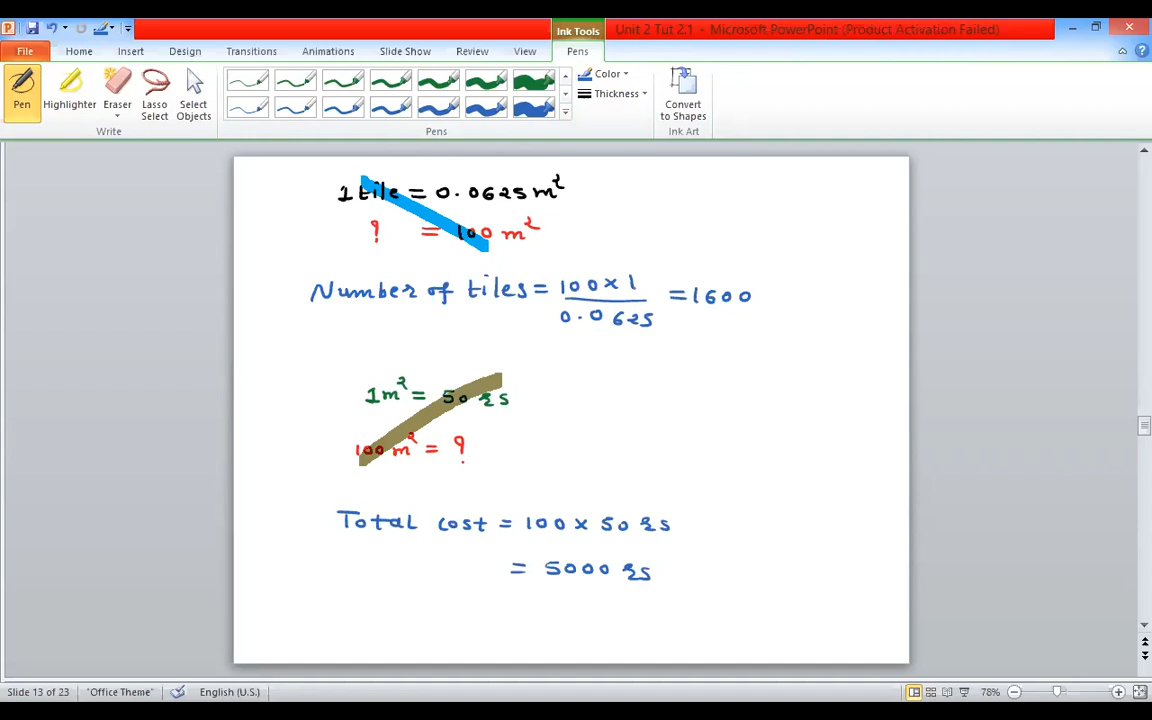 Ink Tools
Unit 2 Tut 2.1 - Microsoft PowerPoint (Product Activation Failed)
File Home Insert Design Transitions Animations Slide Show Review View Pens
Pen Highlighter Eraser Lasso Select Select Objects
Color
Thickness
Convert to Shapes
Write Pens Ink Art
1 tile = 0.0625 m²
? = 100 m²
Number of tiles = 100 × 1 / 0.0625 = 1600
1m² = 50 rs
100 m² = ?
Total cost = 100 × 50 rs
= 5000 rs
Slide 13 of 23 "Office Theme" English (U.S.) 78%